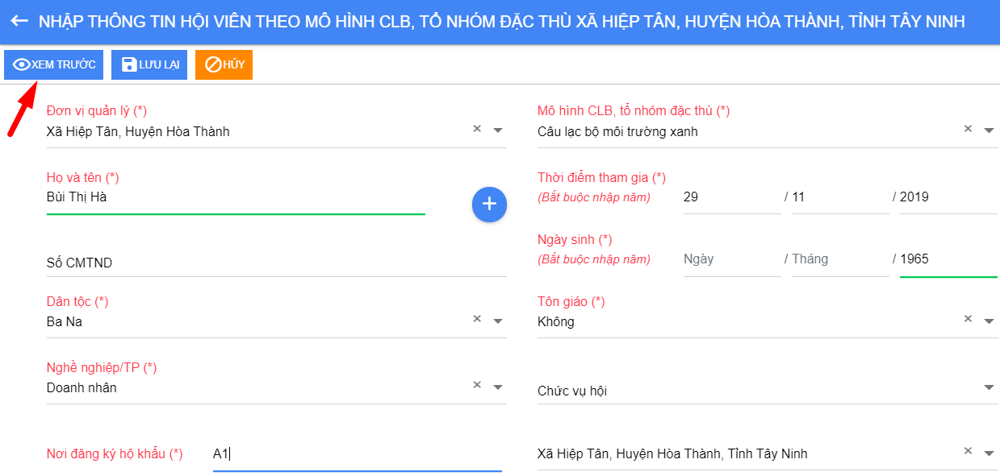 NHẬP THÔNG TIN HỘI VIÊN THEO MÔ HÌNH CLB, TỔ NHÓM ĐẶC THÙ XÃ HIỆP TÂN, HUYỆN HÒA THÀNH, TỈNH TÂY NINH
XEM TRƯỚC LƯU LẠI HỦY
Đơn vị quản lý (*) Mô hình CLB, tổ nhóm đặc thù (*)
Xã Hiệp Tân, Huyện Hòa Thành Câu lạc bộ môi trường xanh
Họ và tên (*) Thời điểm tham gia (*)
Bùi Thị Hà (Bắt buộc nhập năm) 29 / 11 / 2019
Ngày sinh (*)
Số CMTND (Bắt buộc nhập năm) Ngày / Tháng / 1965
Dân tộc (*) Tôn giáo (*)
Ba Na Không
Nghề nghiệp/TP (*)
Doanh nhân Chức vụ hội
Nơi đăng ký hộ khẩu (*) A1 Xã Hiệp Tân, Huyện Hòa Thành, Tỉnh Tây Ninh